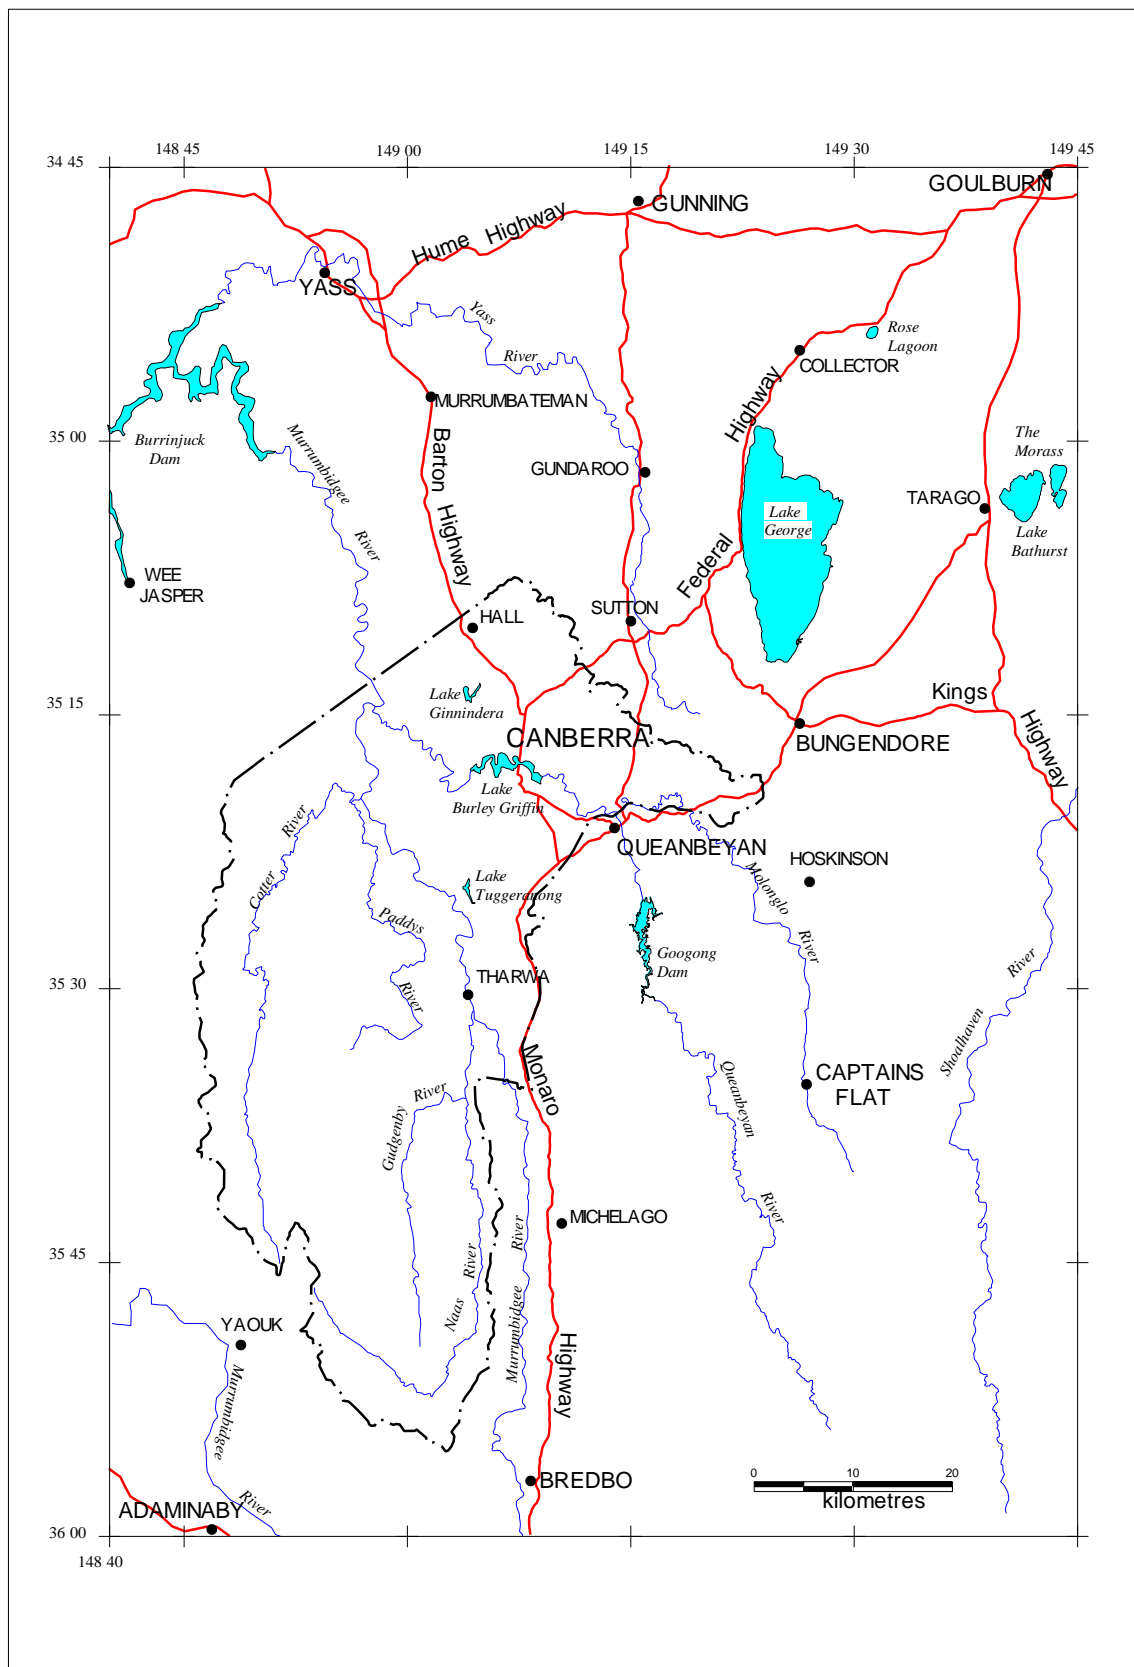 148 45
149 00
149 15
149 30
149 45
34 45
GOULBURN
GUNNING
Hume Highway
YASS
Yass
River
Rose
Lagoon
COLLECTOR
Highway
MURRUMBATEMAN
Burrinjuck
Dam
35 00
Murrumbidgee
River
Barton
Highway
GUNDAROO
The
Morass
TARAGO
Lake
George
Lake
Bathurst
Federal
WEE
JASPER
HALL
SUTTON
Lake
Ginnindera
35 15
Kings
Highway
CANBERRA
BUNGENDORE
Lake
Burley Griffin
Cotter
River
QUEANBEYAN
HOSKINSON
Lake
Tuggeranong
Molonglo
River
Paddys
River
Googong
Dam
THARWA
35 30
River
Shoalhaven
Monaro
CAPTAINS
FLAT
Queanbeyan
River
River
Gudgenby
MICHELAGO
35 45
River
Naas
River
Murrumbidgee
YAOUK
Murrumbidgee
River
Highway
BREDBO
0
10
20
kilometres
ADAMINABY
36 00
148 40